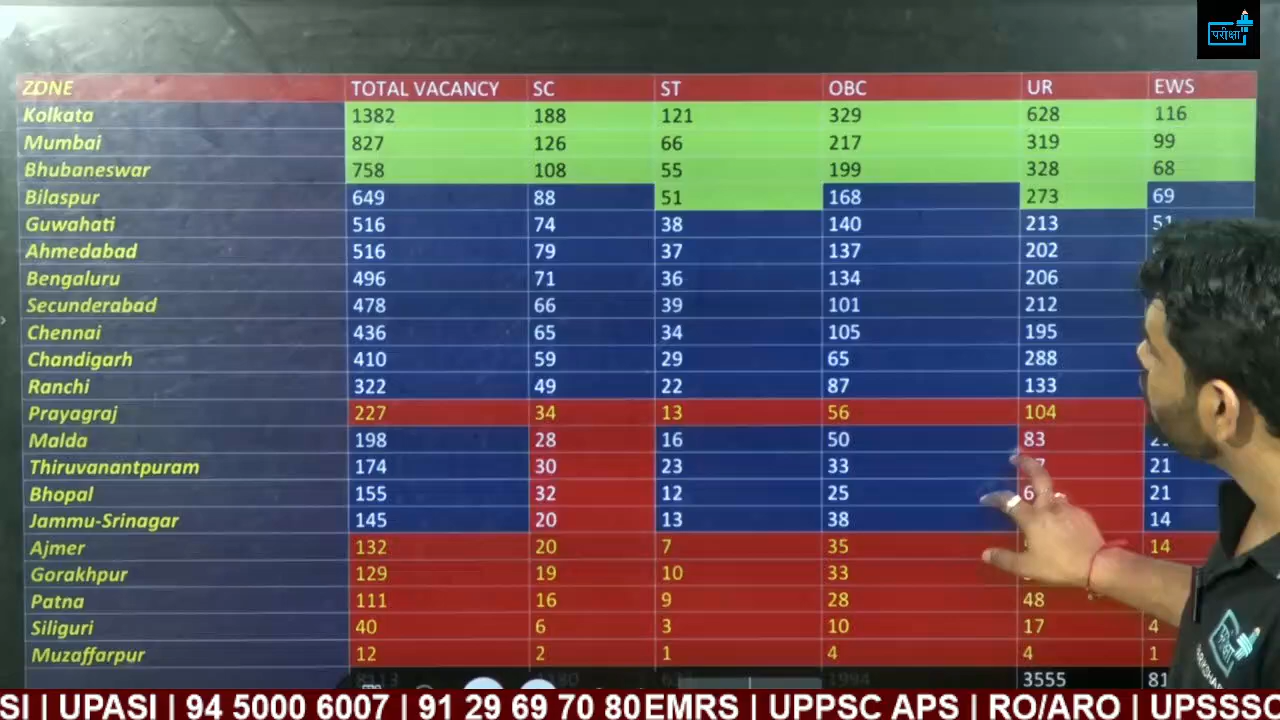 परीक्षा
ZONE TOTAL VACANCY SC ST OBC UR EWS
Kolkata 1382 188 121 329 628 116
Mumbai 827 126 66 217 319 99
Bhubaneswar 758 108 55 199 328 68
Bilaspur 649 88 51 168 273 69
Guwahati 516 74 38 140 213 51
Ahmedabad 516 79 37 137 202
Bengaluru 496 71 36 134 206
Secunderabad 478 66 39 101 212
Chennai 436 65 34 105 195
Chandigarh 410 59 29 65 288
Ranchi 322 49 22 87 133
Prayagraj 227 34 13 56 104
Malda 198 28 16 50 83
Thiruvanantpuram 174 30 23 33 21
Bhopal 155 32 12 25 21
Jammu-Srinagar 145 20 13 38 14
Ajmer 132 20 7 35 14
Gorakhpur 129 19 10 33
Patna 111 16 9 28 48
Siliguri 40 6 3 10 17 4
Muzaffarpur 12 2 1 4 4 1
8113 1994 3555 81
SI | UPASI | 94 5000 6007 | 91 29 69 70 80EMRS | UPPSC APS | RO/ARO | UPSSSC